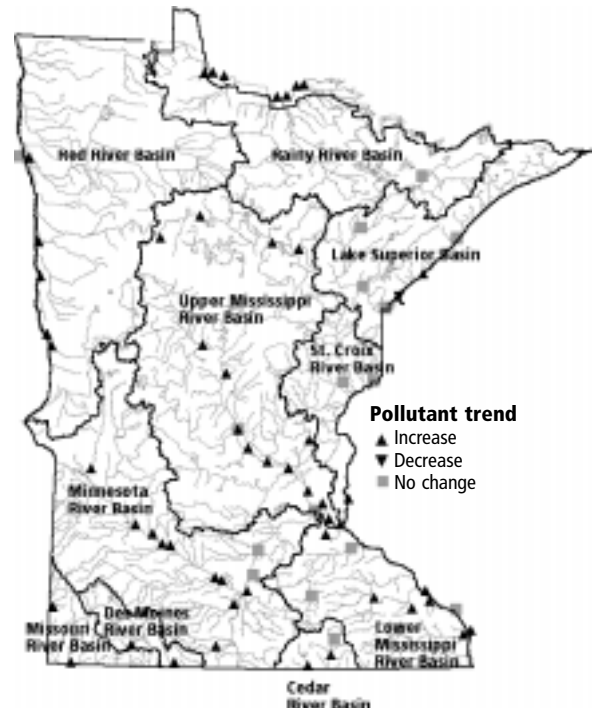 Red River Basin
Rainy River Basin
Lake Superior Basin
Upper Mississippi
River Basin
St. Croix
River Basin
Pollutant trend
Increase
Decrease
No change
Minnesota
River Basin
Des Moines
River Basin
Missouri
River Basin
Lower
Mississippi
River Basin
Cedar
River Basin